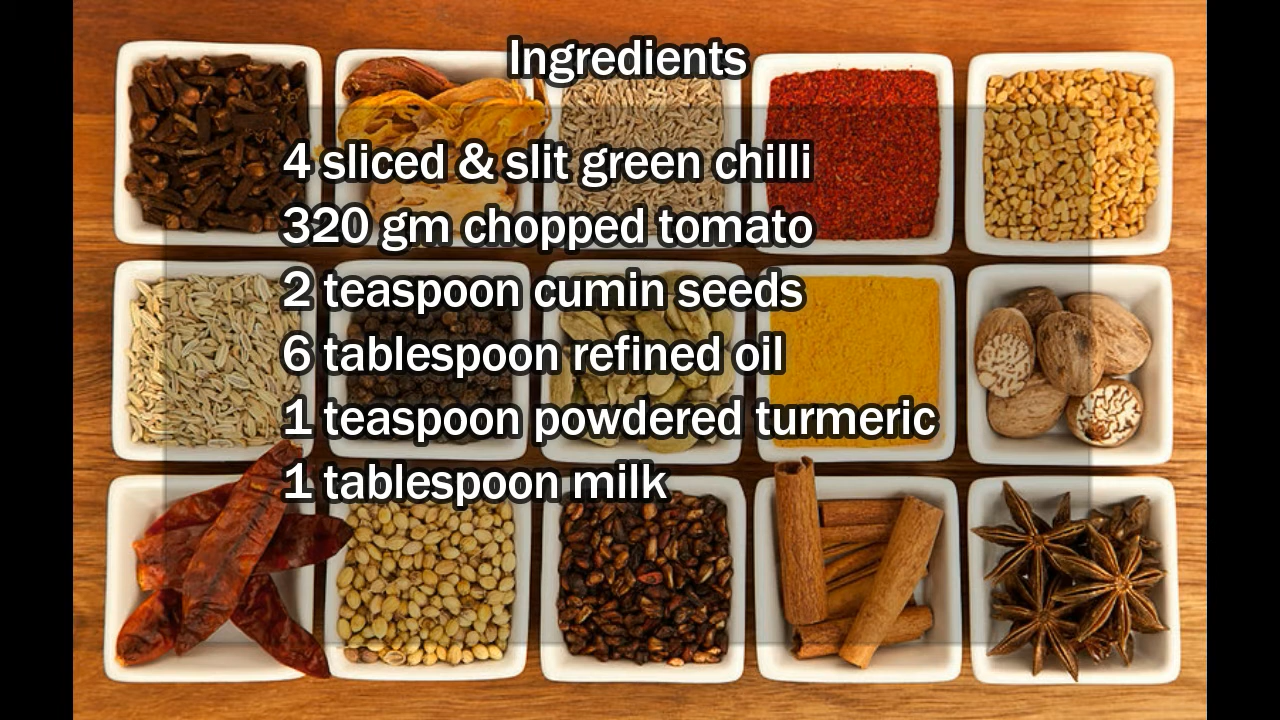 Ingredients
4 sliced & slit green chilli
320 gm chopped tomato
2 teaspoon cumin seeds
6 tablespoon refined oil
1 teaspoon powdered turmeric
1 tablespoon milk